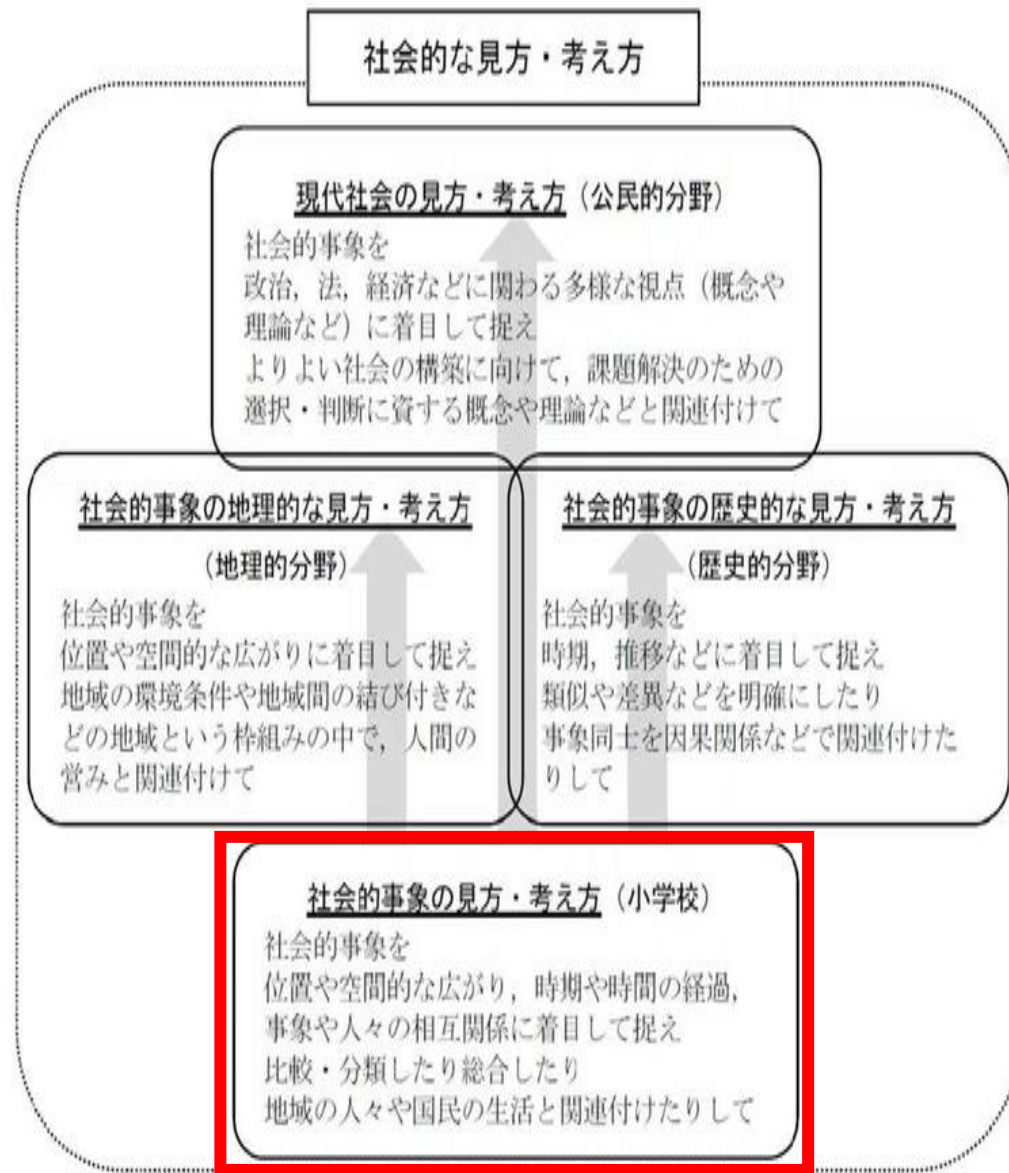 社会的な見方・考え方
現代社会の見方・考え方（公民的分野）
社会的事象を
政治，法，経済などに関わる多様な視点（概念や
理論など）に着目して捉え
よりよい社会の構築に向けて，課題解決のための
選択・判断に資する概念や理論などと関連付けて
社会的事象の地理的な見方・考え方
（地理的分野）
社会的事象を
位置や空間的な広がりに着目して捉え
地域の環境条件や地域間の結び付きな
どの地域という枠組みの中で，人間の
営みと関連付けて
社会的事象の歴史的な見方・考え方
（歴史的分野）
社会的事象を
時期，推移などに着目して捉え
類似や差異などを明確にしたり
事象同士を因果関係などで関連付けた
りして
社会的事象の見方・考え方（小学校）
社会的事象を
位置や空間的な広がり，時期や時間の経過，
事象や人々の相互関係に着目して捉え
比較・分類したり総合したり
地域の人々や国民の生活と関連付けたりして